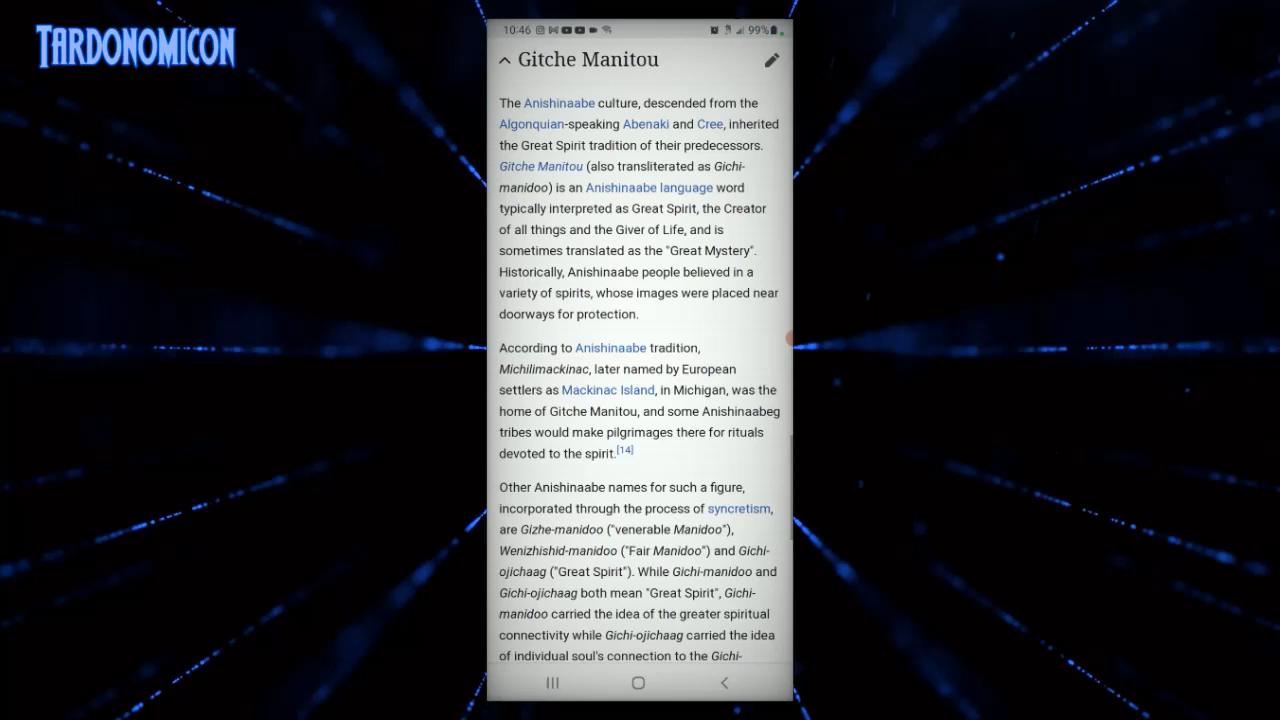 TARDONOMICON
10:46
99%
Gitche Manitou
The Anishinaabe culture, descended from the
Algonquian-speaking Abenaki and Cree, inherited
the Great Spirit tradition of their predecessors.
Gitche Manitou (also transliterated as Gichi-
manidoo) is an Anishinaabe language word
typically interpreted as Great Spirit, the Creator
of all things and the Giver of Life, and is
sometimes translated as the "Great Mystery".
Historically, Anishinaabe people believed in a
variety of spirits, whose images were placed near
doorways for protection.
According to Anishinaabe tradition,
Michilimackinac, later named by European
settlers as Mackinac Island, in Michigan, was the
home of Gitche Manitou, and some Anishinaabeg
tribes would make pilgrimages there for rituals
devoted to the spirit.[14]
Other Anishinaabe names for such a figure,
incorporated through the process of syncretism,
are Gizhe-manidoo ("venerable Manidoo"),
Wenizhishid-manidoo ("Fair Manidoo") and Gichi-
ojichaag ("Great Spirit"). While Gichi-manidoo and
Gichi-ojichaag both mean "Great Spirit", Gichi-
manidoo carried the idea of the greater spiritual
connectivity while Gichi-ojichaag carried the idea
of individual soul's connection to the Gichi-